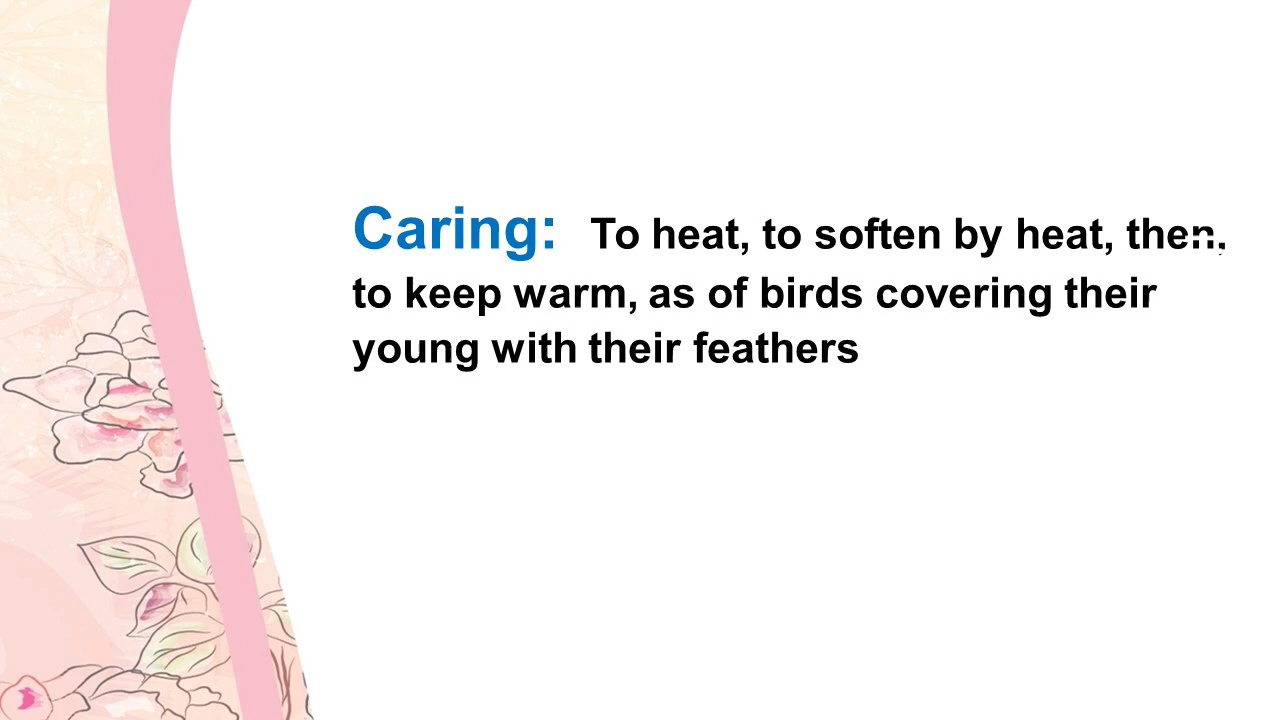 Caring: To heat, to soften by heat, then,
to keep warm, as of birds covering their
young with their feathers